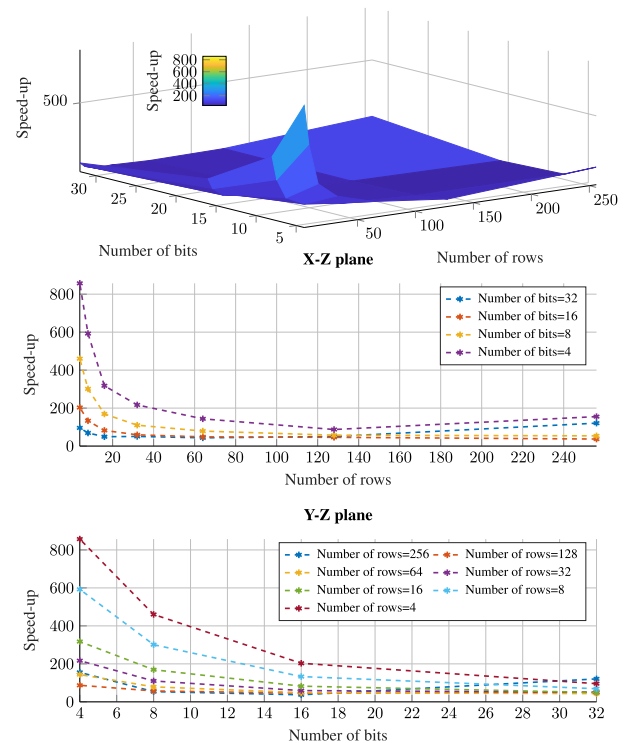 Speed-up
500
Speed-up
800
600
400
200
30
25
20
15
10
5
50
100
150
200
250
Number of bits
Number of rows
X-Z plane
Speed-up
800
600
400
200
0
Number of bits=32
Number of bits=16
Number of bits=8
Number of bits=4
20 40 60 80 100 120 140 160 180 200 220 240
Number of rows
Y-Z plane
Speed-up
800
600
400
200
0
Number of rows=256 Number of rows=128
Number of rows=64 Number of rows=32
Number of rows=16 Number of rows=8
Number of rows=4
4 6 8 10 12 14 16 18 20 22 24 26 28 30 32
Number of bits